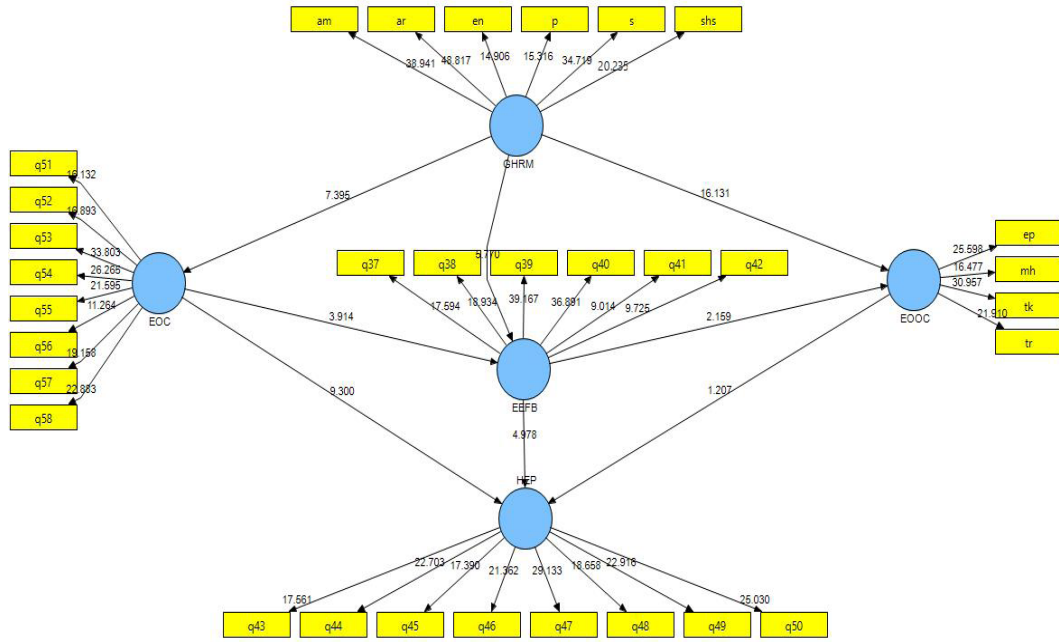 am ar en p s shs
38.941 48.817 14.906 15.316 34.719 20.235
GHRM
q51
16.132
q52
16.893
q53
33.803
q54
26.265
q55
21.595
q56
11.264
q57
19.158
q58
22.883
EOC
7.395
5.770
16.131
q37 q38 q39 q40 q41 q42
17.594 18.934 39.167 36.891 9.014 9.725
3.914
2.159
EEFB
ep
25.598
mh
16.477
tk
30.957
tr
21.910
EOOC
9.300
4.978
1.207
HEP
17.561 22.703 17.390 21.362 29.133 18.658 22.916 25.030
q43 q44 q45 q46 q47 q48 q49 q50